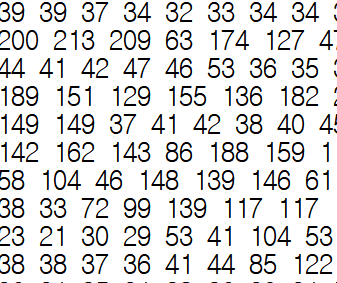 39 39 37 34 32 33 34 34
200 213 209 63 174 127
44 41 42 47 46 53 36 35
189 151 129 155 136 182
149 149 37 41 42 38 40
142 162 143 86 188 159
58 104 46 148 139 146 61
38 33 72 99 139 117 117
23 21 30 29 53 41 104 53
38 38 37 36 41 44 85 122